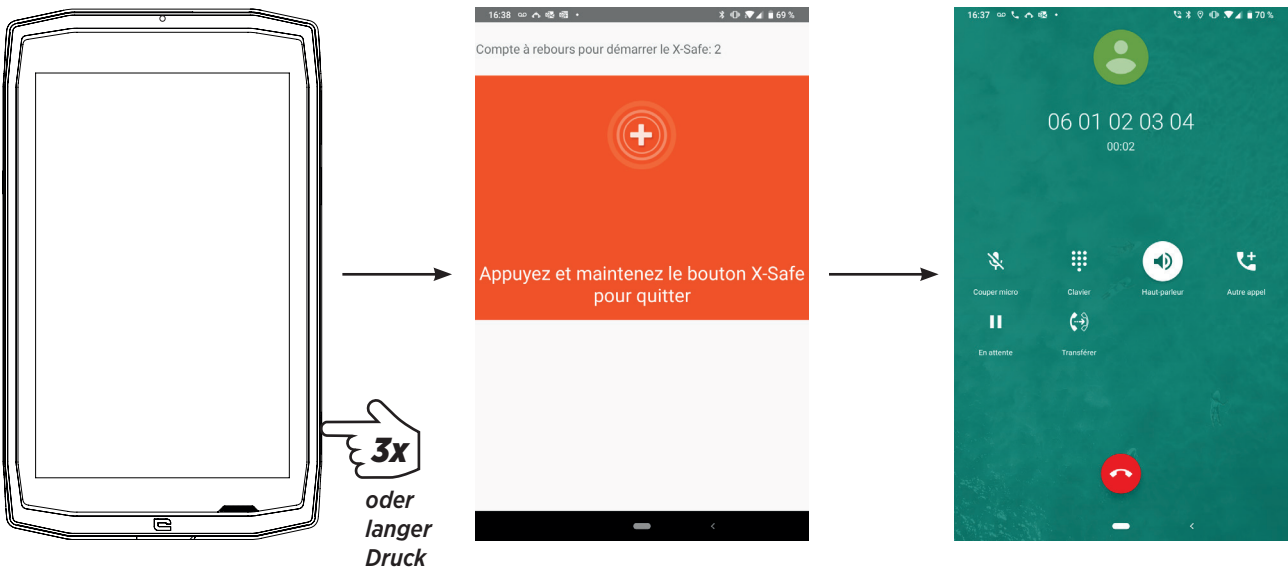 3x
oder
langer
Druck
16:38
69 %
Compte à rebours pour démarrer le X-Safe: 2
Appuyez et maintenez le bouton X-Safe
pour quitter
16:37
70 %
06 01 02 03 04
00:02
Couper micro
Clavier
Haut-parleur
Autre appel
En attente
Transférer